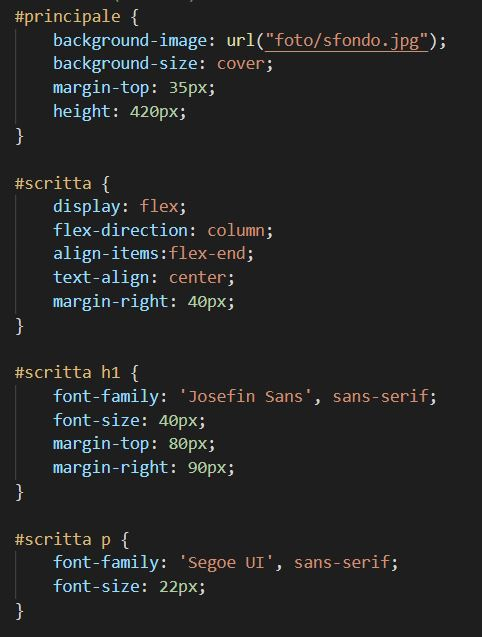 #principale {
    background-image: url("foto/sfondo.jpg");
    background-size: cover;
    margin-top: 35px;
    height: 420px;
}

#scritta {
    display: flex;
    flex-direction: column;
    align-items:flex-end;
    text-align: center;
    margin-right: 40px;
}

#scritta h1 {
    font-family: 'Josefin Sans', sans-serif;
    font-size: 40px;
    margin-top: 80px;
    margin-right: 90px;
}

#scritta p {
    font-family: 'Segoe UI', sans-serif;
    font-size: 22px;
}